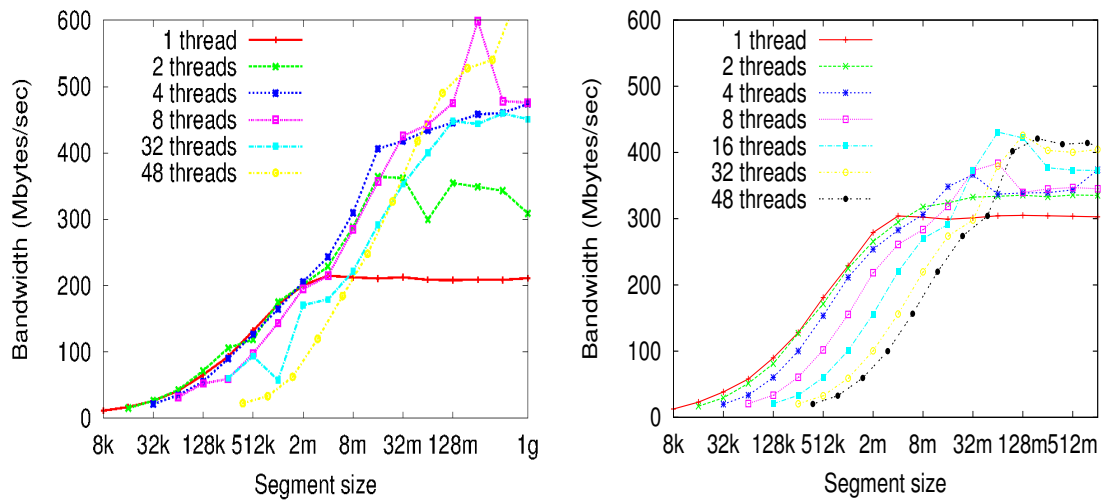 600
500
400
300
200
100
0
Bandwidth (Mbytes/sec)
1 thread
2 threads
4 threads
8 threads
32 threads
48 threads
8k 32k 128k 512k 2m 8m 32m 128m 1g
Segment size
600
500
400
300
200
100
0
Bandwidth (Mbytes/sec)
1 thread
2 threads
4 threads
8 threads
16 threads
32 threads
48 threads
8k 32k 128k 512k 2m 8m 32m 128m 512m
Segment size